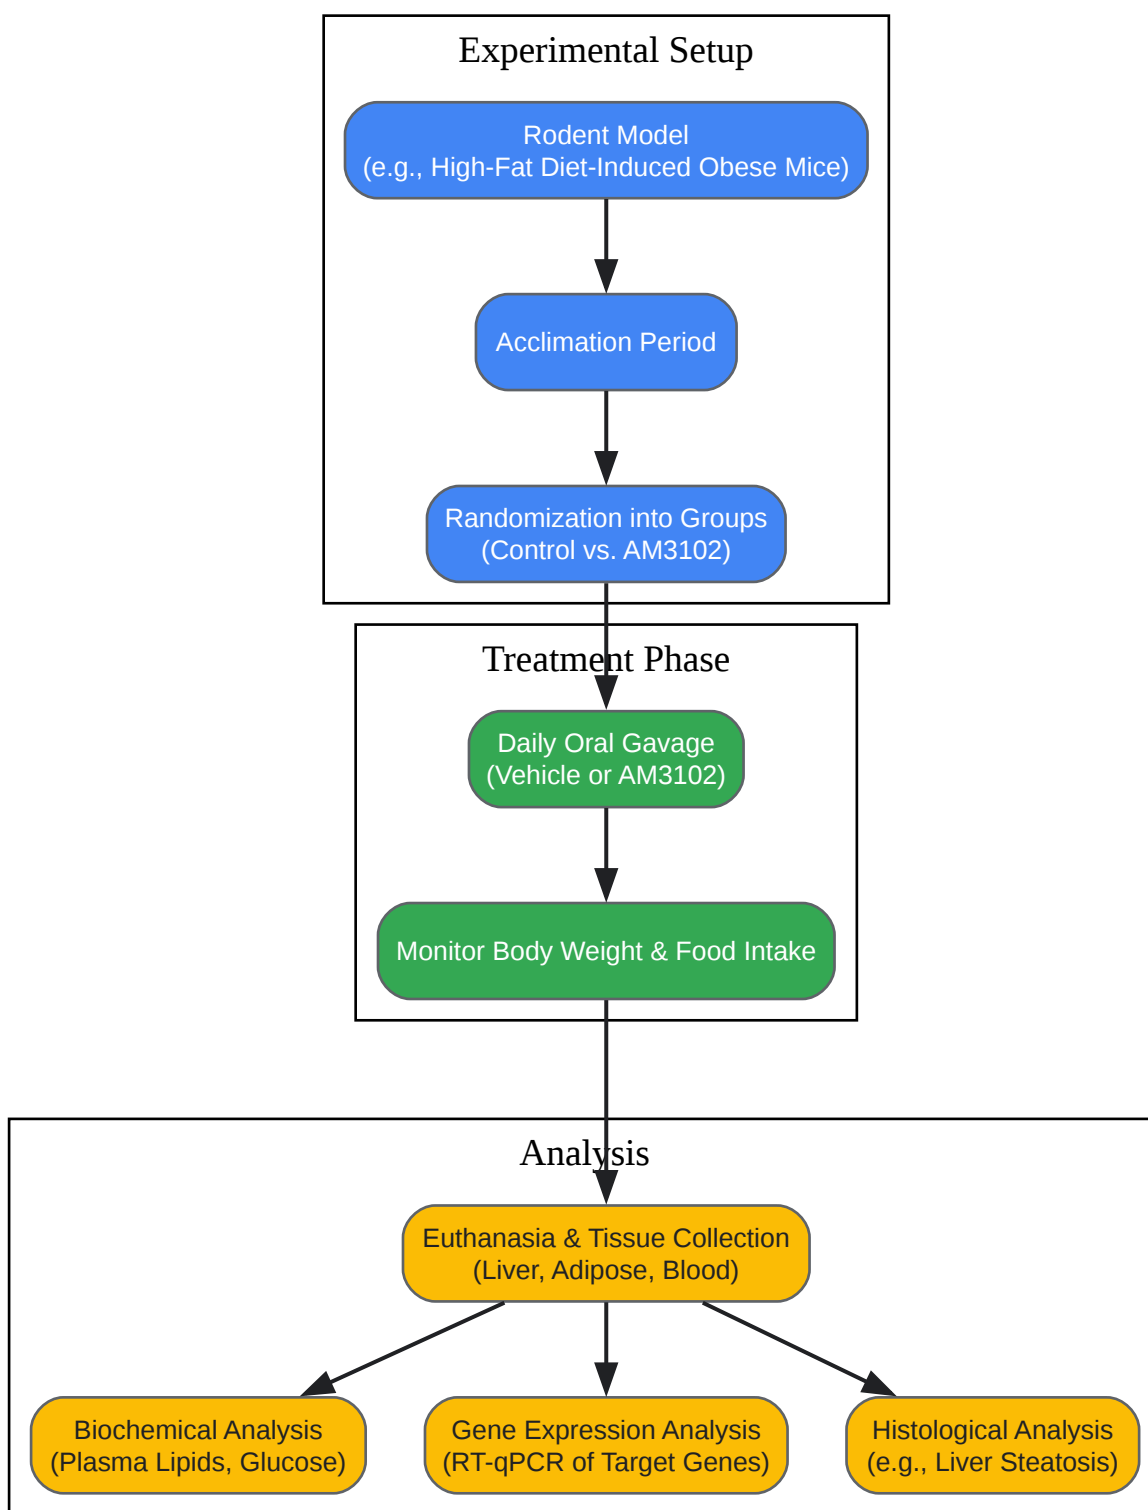 Experimental Setup
Rodent Model
(e.g., High-Fat Diet-Induced Obese Mice)
Acclimation Period
Randomization into Groups
(Control vs. AM3102)
Treatment Phase
Daily Oral Gavage
(Vehicle or AM3102)
Monitor Body Weight & Food Intake
Analysis
Euthanasia & Tissue Collection
(Liver, Adipose, Blood)
Biochemical Analysis
(Plasma Lipids, Glucose)
Gene Expression Analysis
(RT-qPCR of Target Genes)
Histological Analysis
(e.g., Liver Steatosis)